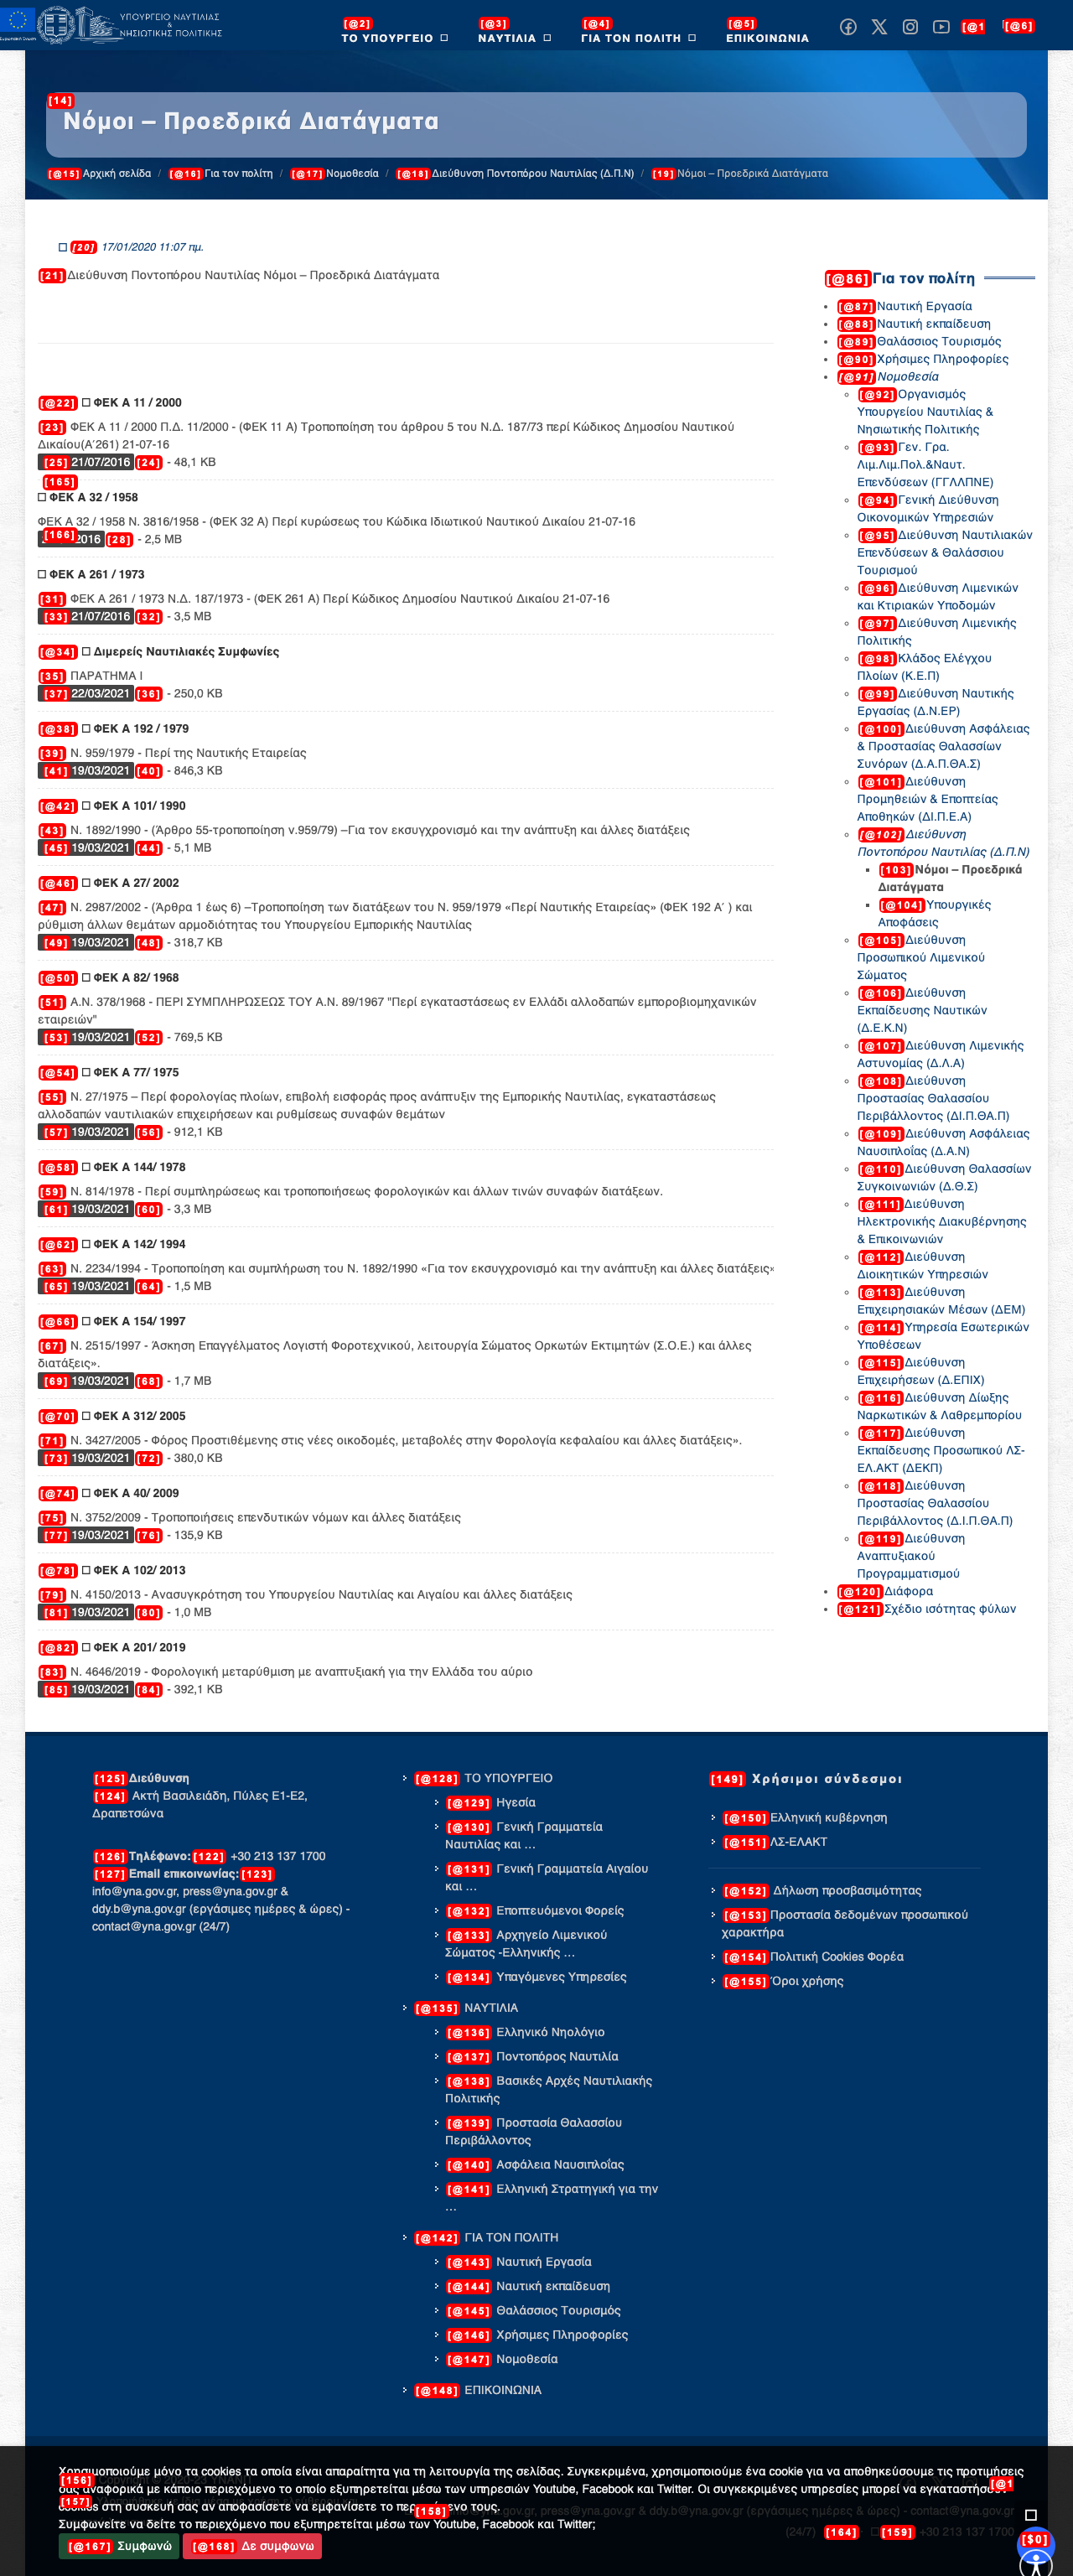 ΥΠΟΥΡΓΕΙΟ ΝΑΥΤΙΛΙΑΣ
&
ΝΗΣΙΩΤΙΚΗΣ ΠΟΛΙΤΙΚΗΣ
[@2] [@3] [@4] [@5] [@1 [@6]
ΤΟ ΥΠΟΥΡΓΕΙΟ ΝΑΥΤΙΛΙΑ ΓΙΑ ΤΟΝ ΠΟΛΙΤΗ ΕΠΙΚΟΙΝΩΝΙΑ
[14]
Νόμοι – Προεδρικά Διατάγματα
[@15]Αρχική σελίδα / [@16]Για τον πολίτη / [@17]Νομοθεσία / [@18]Διεύθυνση Ποντοπόρου Ναυτιλίας (Δ.Π.Ν) / [19]Νόμοι – Προεδρικά Διατάγματα
[20] 17/01/2020 11:07 πμ.
[21]Διεύθυνση Ποντοπόρου Ναυτιλίας Νόμοι – Προεδρικά Διατάγματα
[@22] ΦΕΚ Α 11 / 2000
[23] ΦΕΚ Α 11 / 2000 Π.Δ. 11/2000 - (ΦΕΚ 11 Α) Τροποποίηση του άρθρου 5 του Ν.Δ. 187/73 περί Κώδικος Δημοσίου Ναυτικού
Δικαίου(Α΄261) 21-07-16
[25] 21/07/2016 [24] - 48,1 KB
[165]
ΦΕΚ Α 32 / 1958
ΦΕΚ Α 32 / 1958 Ν. 3816/1958 - (ΦΕΚ 32 Α) Περί κυρώσεως του Κώδικα Ιδιωτικού Ναυτικού Δικαίου 21-07-16
[166] 2016 [28] - 2,5 MB
ΦΕΚ Α 261 / 1973
[31] ΦΕΚ Α 261 / 1973 Ν.Δ. 187/1973 - (ΦΕΚ 261 Α) Περί Κώδικος Δημοσίου Ναυτικού Δικαίου 21-07-16
[33] 21/07/2016 [32] - 3,5 MB
[@34] Διμερείς Ναυτιλιακές Συμφωνίες
[35] ΠΑΡΑΤΗΜΑ Ι
[37] 22/03/2021 [36] - 250,0 KB
[@38] ΦΕΚ Α 192 / 1979
[39] Ν. 959/1979 - Περί της Ναυτικής Εταιρείας
[41] 19/03/2021 [40] - 846,3 KB
[@42] ΦΕΚ Α 101/ 1990
[43] Ν. 1892/1990 - (Άρθρο 55-τροποποίηση ν.959/79) –Για τον εκσυγχρονισμό και την ανάπτυξη και άλλες διατάξεις
[45] 19/03/2021 [44] - 5,1 MB
[@46] ΦΕΚ Α 27/ 2002
[47] Ν. 2987/2002 - (Άρθρα 1 έως 6) –Τροποποίηση των διατάξεων του Ν. 959/1979 «Περί Ναυτικής Εταιρείας» (ΦΕΚ 192 Α΄ ) και
ρύθμιση άλλων θεμάτων αρμοδιότητας του Υπουργείου Εμπορικής Ναυτιλίας
[49] 19/03/2021 [48] - 318,7 KB
[@50] ΦΕΚ Α 82/ 1968
[51] Α.Ν. 378/1968 - ΠΕΡΙ ΣΥΜΠΛΗΡΩΣΕΩΣ ΤΟΥ Α.Ν. 89/1967 "Περί εγκαταστάσεως εν Ελλάδι αλλοδαπών εμποροβιομηχανικών
εταιρειών"
[53] 19/03/2021 [52] - 769,5 KB
[@54] ΦΕΚ Α 77/ 1975
[55] Ν. 27/1975 – Περί φορολογίας πλοίων, επιβολή εισφοράς προς ανάπτυξιν της Εμπορικής Ναυτιλίας, εγκαταστάσεως
αλλοδαπών ναυτιλιακών επιχειρήσεων και ρυθμίσεως συναφών θεμάτων
[57] 19/03/2021 [56] - 912,1 KB
[@58] ΦΕΚ Α 144/ 1978
[59] Ν. 814/1978 - Περί συμπληρώσεως και τροποποιήσεως φορολογικών και άλλων τινών συναφών διατάξεων.
[61] 19/03/2021 [60] - 3,3 MB
[@62] ΦΕΚ Α 142/ 1994
[63] Ν. 2234/1994 - Τροποποίηση και συμπλήρωση του Ν. 1892/1990 «Για τον εκσυγχρονισμό και την ανάπτυξη και άλλες διατάξεις»
[65] 19/03/2021 [64] - 1,5 MB
[@66] ΦΕΚ Α 154/ 1997
[67] Ν. 2515/1997 - Άσκηση Επαγγέλματος Λογιστή Φοροτεχνικού, λειτουργία Σώματος Ορκωτών Εκτιμητών (Σ.Ο.Ε.) και άλλες
διατάξεις».
[69] 19/03/2021 [68] - 1,7 MB
[@70] ΦΕΚ Α 312/ 2005
[71] Ν. 3427/2005 - Φόρος Προστιθέμενης στις νέες οικοδομές, μεταβολές στην Φορολογία κεφαλαίου και άλλες διατάξεις».
[73] 19/03/2021 [72] - 380,0 KB
[@74] ΦΕΚ Α 40/ 2009
[75] Ν. 3752/2009 - Τροποποιήσεις επενδυτικών νόμων και άλλες διατάξεις
[77] 19/03/2021 [76] - 135,9 KB
[@78] ΦΕΚ Α 102/ 2013
[79] Ν. 4150/2013 - Ανασυγκρότηση του Υπουργείου Ναυτιλίας και Αιγαίου και άλλες διατάξεις
[81] 19/03/2021 [80] - 1,0 MB
[@82] ΦΕΚ Α 201/ 2019
[83] Ν. 4646/2019 - Φορολογική μεταρύθμιση με αναπτυξιακή για την Ελλάδα του αύριο
[85] 19/03/2021 [84] - 392,1 KB
[@86]Για τον πολίτη
[@87]Ναυτική Εργασία
[@88]Ναυτική εκπαίδευση
[@89]Θαλάσσιος Τουρισμός
[@90]Χρήσιμες Πληροφορίες
[@91]Νομοθεσία
[@92]Οργανισμός
Υπουργείου Ναυτιλίας &
Νησιωτικής Πολιτικής
[@93]Γεν. Γρα.
Λιμ.Λιμ.Πολ.&Ναυτ.
Επενδύσεων (ΓΓΛΛΠΝΕ)
[@94]Γενική Διεύθυνση
Οικονομικών Υπηρεσιών
[@95]Διεύθυνση Ναυτιλιακών
Επενδύσεων & Θαλάσσιου
Τουρισμού
[@96]Διεύθυνση Λιμενικών
και Κτιριακών Υποδομών
[@97]Διεύθυνση Λιμενικής
Πολιτικής
[@98]Κλάδος Ελέγχου
Πλοίων (Κ.Ε.Π)
[@99]Διεύθυνση Ναυτικής
Εργασίας (Δ.Ν.ΕΡ)
[@100]Διεύθυνση Ασφάλειας
& Προστασίας Θαλασσίων
Συνόρων (Δ.Α.Π.ΘΑ.Σ)
[@101]Διεύθυνση
Προμηθειών & Εποπτείας
Αποθηκών (ΔΙ.Π.Ε.Α)
[@102]Διεύθυνση
Ποντοπόρου Ναυτιλίας (Δ.Π.Ν)
[103]Νόμοι – Προεδρικά
Διατάγματα
[@104]Υπουργικές
Αποφάσεις
[@105]Διεύθυνση
Προσωπικού Λιμενικού
Σώματος
[@106]Διεύθυνση
Εκπαίδευσης Ναυτικών
(Δ.Ε.Κ.Ν)
[@107]Διεύθυνση Λιμενικής
Αστυνομίας (Δ.Λ.Α)
[@108]Διεύθυνση
Προστασίας Θαλασσίου
Περιβάλλοντος (ΔΙ.Π.ΘΑ.Π)
[@109]Διεύθυνση Ασφάλειας
Ναυσιπλοΐας (Δ.Α.Ν)
[@110]Διεύθυνση Θαλασσίων
Συγκοινωνιών (Δ.Θ.Σ)
[@111]Διεύθυνση
Ηλεκτρονικής Διακυβέρνησης
& Επικοινωνιών
[@112]Διεύθυνση
Διοικητικών Υπηρεσιών
[@113]Διεύθυνση
Επιχειρησιακών Μέσων (ΔΕΜ)
[@114]Υπηρεσία Εσωτερικών
Υποθέσεων
[@115]Διεύθυνση
Επιχειρήσεων (Δ.ΕΠΙΧ)
[@116]Διεύθυνση Δίωξης
Ναρκωτικών & Λαθρεμπορίου
[@117]Διεύθυνση
Εκπαίδευσης Προσωπικού ΛΣ-
ΕΛ.ΑΚΤ (ΔΕΚΠ)
[@118]Διεύθυνση
Προστασίας Θαλασσίου
Περιβάλλοντος (Δ.Ι.Π.ΘΑ.Π)
[@119]Διεύθυνση
Αναπτυξιακού
Προγραμματισμού
[@120]Διάφορα
[@121]Σχέδιο ισότητας φύλων
[125]Διεύθυνση
[124] Ακτή Βασιλειάδη, Πύλες Ε1-Ε2,
Δραπετσώνα
[126]Τηλέφωνο:[122] +30 213 137 1700
[127]Email επικοινωνίας:[123]
info@yna.gov.gr, press@yna.gov.gr &
ddy.b@yna.gov.gr (εργάσιμες ημέρες & ώρες) -
contact@yna.gov.gr (24/7)
[@128] ΤΟ ΥΠΟΥΡΓΕΙΟ
[@129] Ηγεσία
[@130] Γενική Γραμματεία
Ναυτιλίας και …
[@131] Γενική Γραμματεία Αιγαίου
και …
[@132] Εποπτευόμενοι Φορείς
[@133] Αρχηγείο Λιμενικού
Σώματος -Ελληνικής …
[@134] Υπαγόμενες Υπηρεσίες
[@135] ΝΑΥΤΙΛΙΑ
[@136] Ελληνικό Νηολόγιο
[@137] Ποντοπόρος Ναυτιλία
[@138] Βασικές Αρχές Ναυτιλιακής
Πολιτικής
[@139] Προστασία Θαλασσίου
Περιβάλλοντος
[@140] Ασφάλεια Ναυσιπλοΐας
[@141] Ελληνική Στρατηγική για την
…
[@142] ΓΙΑ ΤΟΝ ΠΟΛΙΤΗ
[@143] Ναυτική Εργασία
[@144] Ναυτική εκπαίδευση
[@145] Θαλάσσιος Τουρισμός
[@146] Χρήσιμες Πληροφορίες
[@147] Νομοθεσία
[@148] ΕΠΙΚΟΙΝΩΝΙΑ
[149] Χρήσιμοι σύνδεσμοι
[@150]Ελληνική κυβέρνηση
[@151]ΛΣ-ΕΛΑΚΤ
[@152] Δήλωση προσβασιμότητας
[@153]Προστασία δεδομένων προσωπικού
χαρακτήρα
[@154]Πολιτική Cookies Φορέα
[@155]Όροι χρήσης
Χρησιμοποιούμε μόνο τα cookies τα οποία είναι απαραίτητα για τη λειτουργία της σελίδας. Συγκεκριμένα, χρησιμοποιούμε ένα cookie για να αποθηκεύσουμε τις προτιμήσεις
[156]
σας αναφορικά με κάποιο περιεχόμενο το οποίο εξυπηρετείται μέσω των υπηρεσιών Youtube, Facebook και Twitter. Οι συγκεκριμένες υπηρεσίες μπορεί να εγκαταστήσουν [@1
[157]
cookies στη συσκευή σας αν αποφασίσετε να εμφανίσετε το περιεχόμενο τους.
[158] yna.gov.gr, press@yna.gov.gr & ddy.b@yna.gov.gr (εργάσιμες ημέρες & ώρες) - contact@yna.gov.gr
Συμφωνείτε να δείτε το περιεχόμενο που εξυπηρετείται μέσω των Youtube, Facebook και Twitter;
(24/7) [164] [159] +30 213 137 1700
[$0]
[@167] Συμφωνώ [@168] Δε συμφωνω